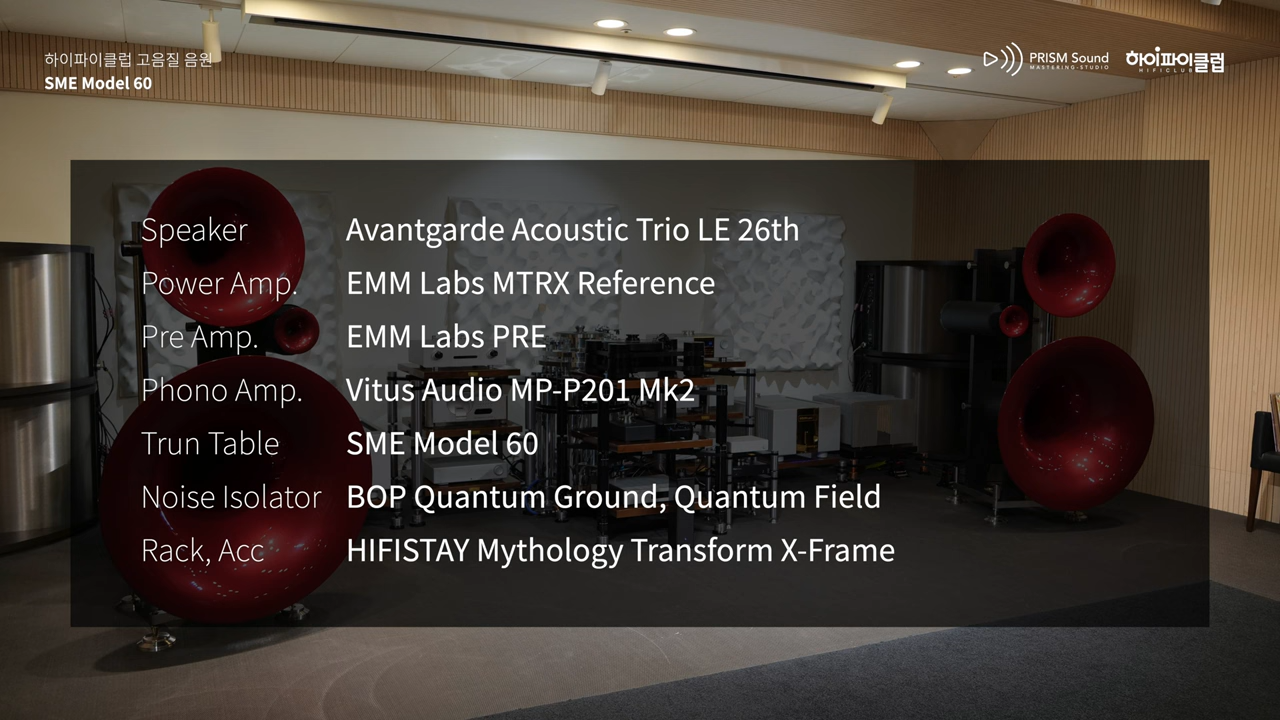 하이파이클럽 고음질 음원
SME Model 60
PRISM Sound
MASTERING-STUDIO
하이파이클럽
HIFICLUB
Speaker Avantgarde Acoustic Trio LE 26th
Power Amp. EMM Labs MTRX Reference
Pre Amp. EMM Labs PRE
Phono Amp. Vitus Audio MP-P201 Mk2
Trun Table SME Model 60
Noise Isolator BOP Quantum Ground, Quantum Field
Rack, Acc HIFISTAY Mythology Transform X-Frame